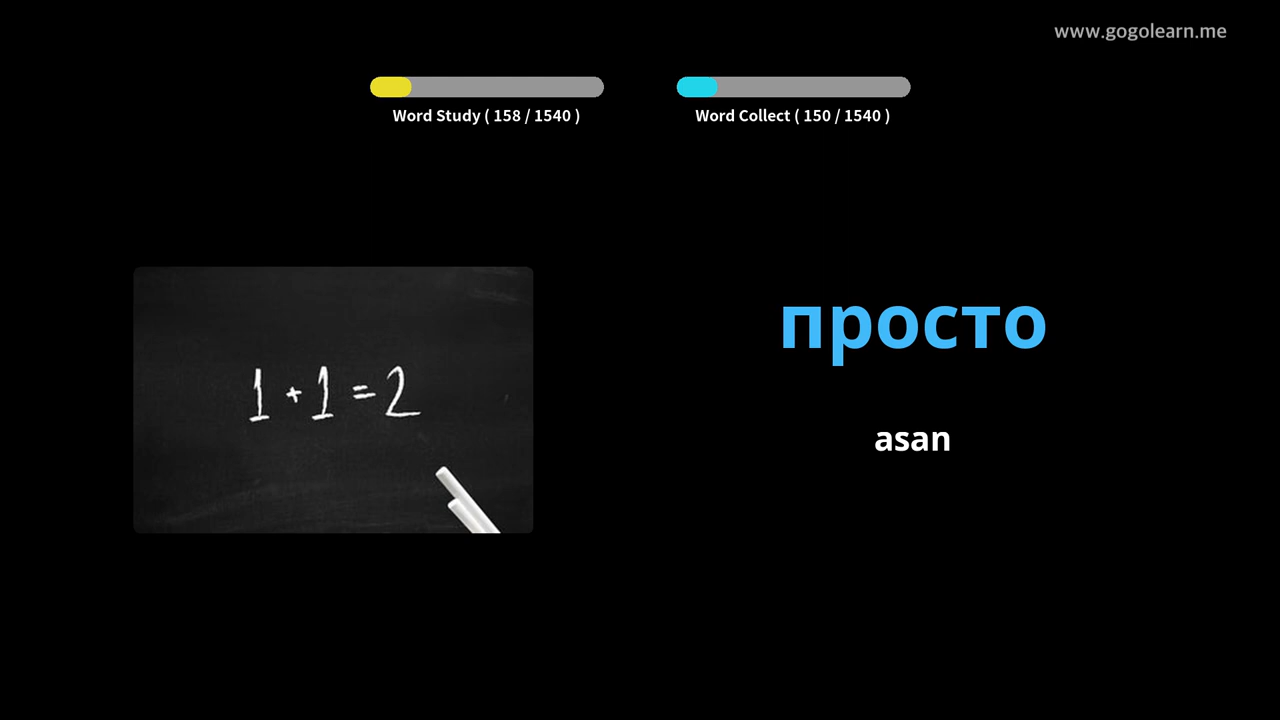 www.gogolearn.me
Word Study ( 158 / 1540 )
Word Collect ( 150 / 1540 )
1 + 1 = 2
просто
asan